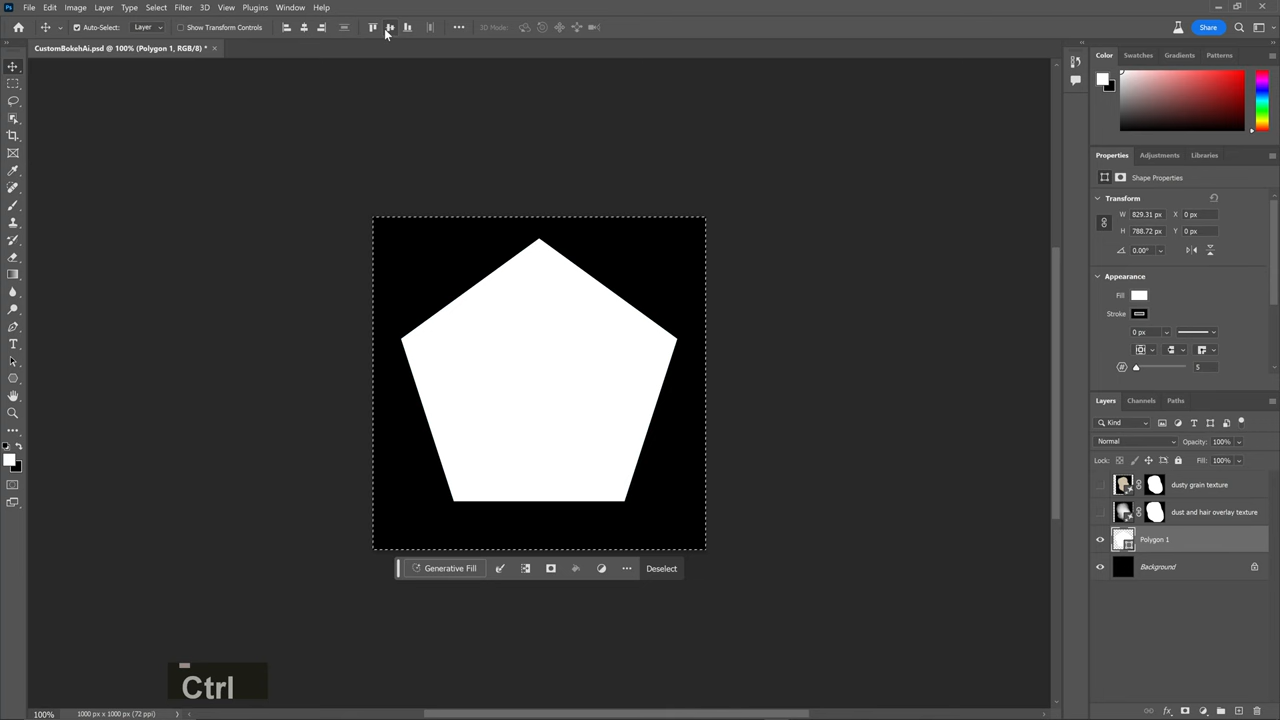 Ps File Edit Image Layer Type Select Filter 3D View Plugins Window Help
Auto-Select: Layer Show Transform Controls 3D Mode: Share
CustomBokehAi.psd @ 100% (Polygon 1, RGB/8) *
Color Swatches Gradients Patterns
Properties Adjustments Libraries
Shape Properties
Transform
W 829.31 px X 0 px
H 788.72 px Y 0 px
0.00°
Appearance
Fill
Stroke
0 px
5
Layers Channels Paths
Kind
Normal Opacity: 100%
Lock: Fill: 100%
dusty grain texture
dust and hair overlay texture
Polygon 1
Background
Generative Fill Deselect
Ctrl
100% 1000 px x 1000 px (72 ppi)
fx